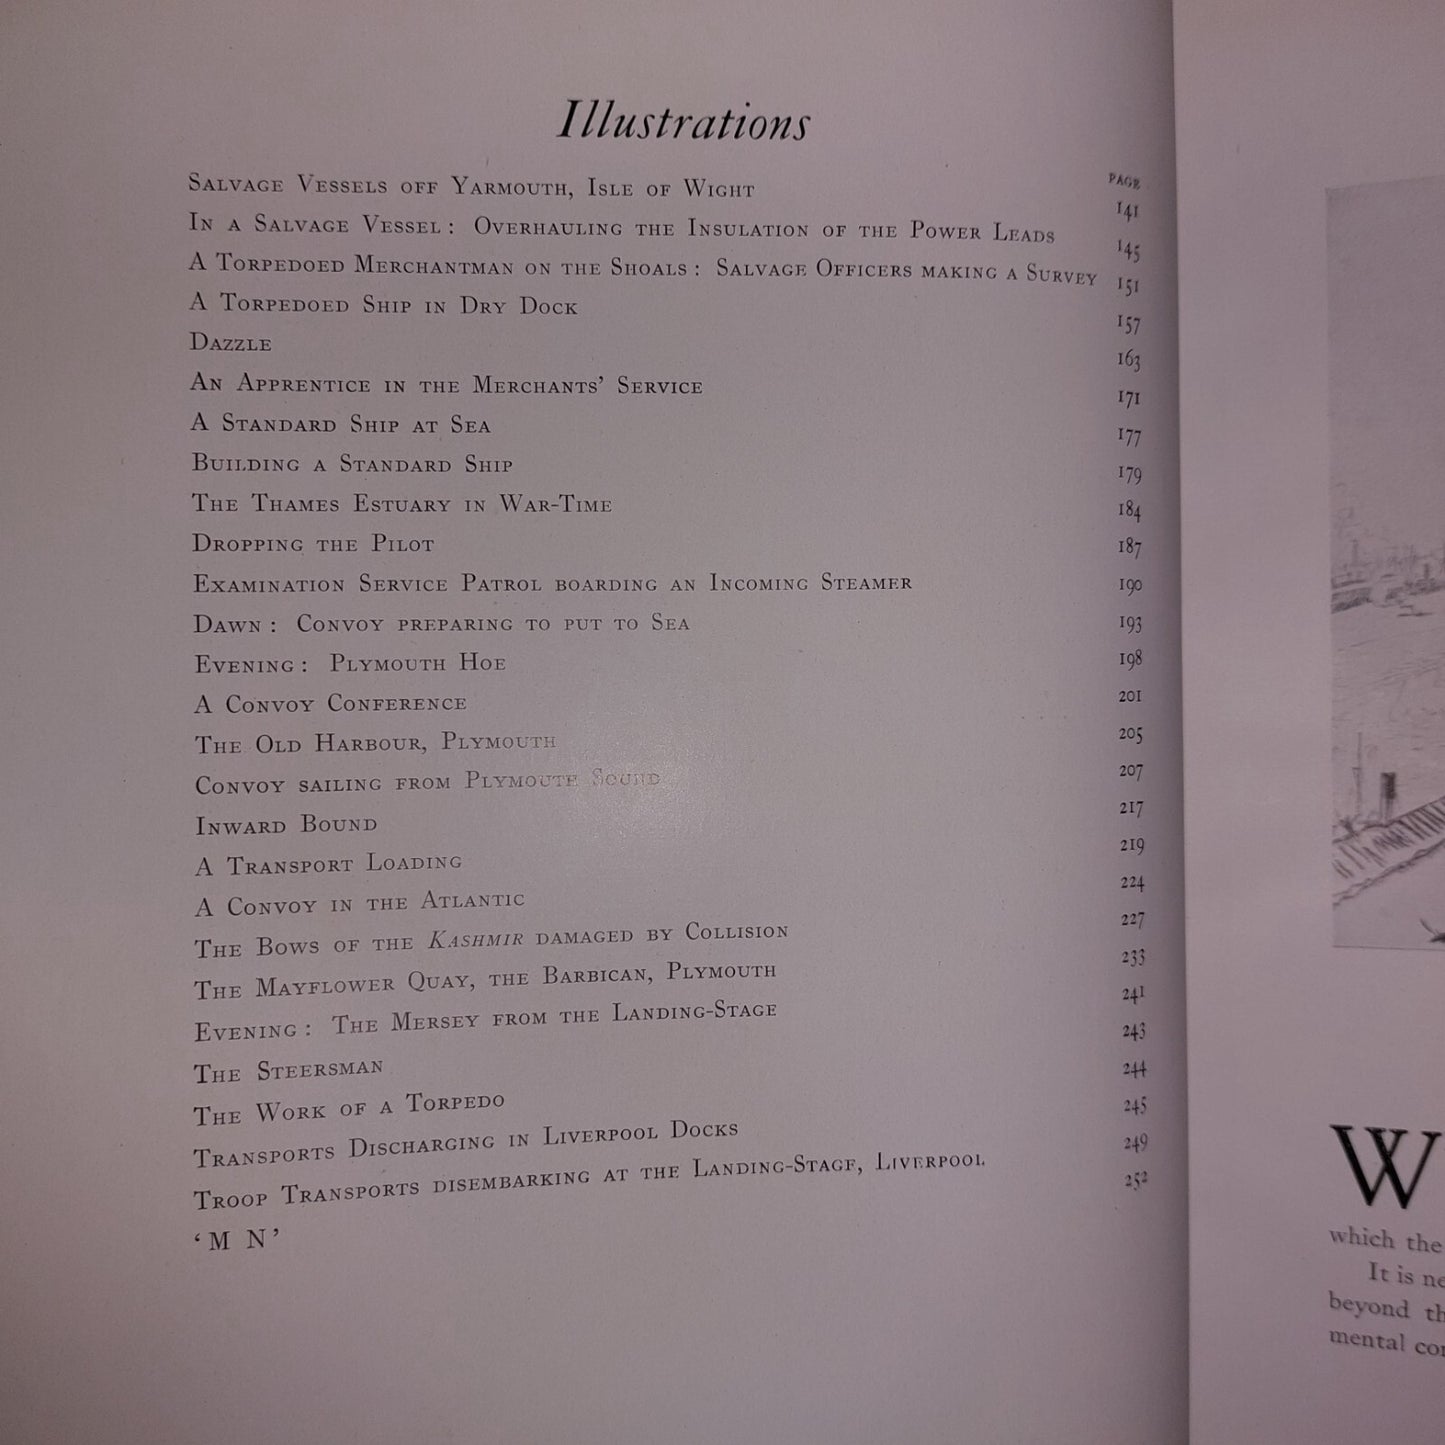 Illustrations
PAGE
Salvage Vessels off Yarmouth, Isle of Wight 141
In a Salvage Vessel: Overhauling the Insulation of the Power Leads 145
A Torpedoed Merchantman on the Shoals: Salvage Officers making a Survey 151
A Torpedoed Ship in Dry Dock 157
Dazzle 163
An Apprentice in the Merchants' Service 171
A Standard Ship at Sea 177
Building a Standard Ship 179
The Thames Estuary in War-Time 184
Dropping the Pilot 187
Examination Service Patrol boarding an Incoming Steamer 190
Dawn: Convoy preparing to put to Sea 193
Evening: Plymouth Hoe 198
A Convoy Conference 201
The Old Harbour, Plymouth 205
Convoy sailing from Plymouth Sound 207
Inward Bound 217
A Transport Loading 219
A Convoy in the Atlantic 224
The Bows of the Kashmir damaged by Collision 227
The Mayflower Quay, the Barbican, Plymouth 233
Evening: The Mersey from the Landing-Stage 241
The Steersman 243
The Work of a Torpedo 244
Transports Discharging in Liverpool Docks 245
Troop Transports disembarking at the Landing-Stage, Liverpool 249
'M N' 252
W
which the
It is
beyond
mental